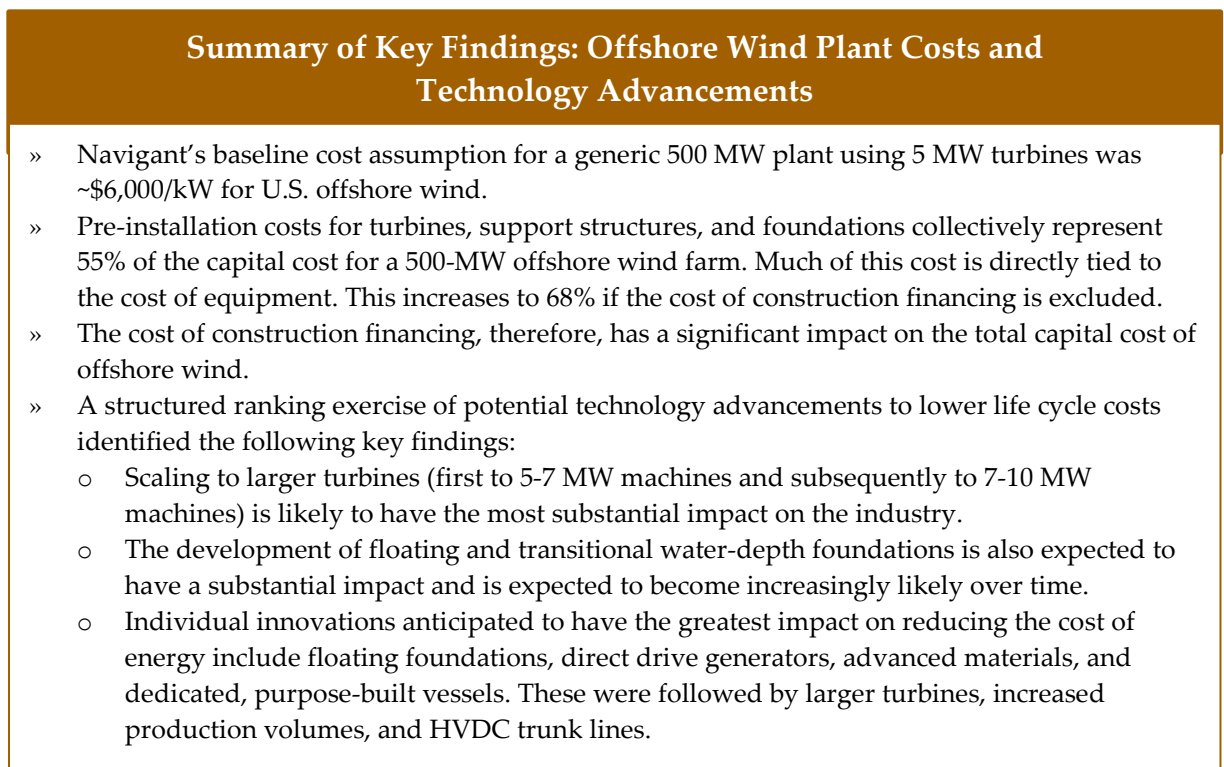 Summary of Key Findings: Offshore Wind Plant Costs and
Technology Advancements
» Navigant’s baseline cost assumption for a generic 500 MW plant using 5 MW turbines was
~$6,000/kW for U.S. offshore wind.
» Pre-installation costs for turbines, support structures, and foundations collectively represent
55% of the capital cost for a 500-MW offshore wind farm. Much of this cost is directly tied to
the cost of equipment. This increases to 68% if the cost of construction financing is excluded.
» The cost of construction financing, therefore, has a significant impact on the total capital cost of
offshore wind.
» A structured ranking exercise of potential technology advancements to lower life cycle costs
identified the following key findings:
o Scaling to larger turbines (first to 5-7 MW machines and subsequently to 7-10 MW
machines) is likely to have the most substantial impact on the industry.
o The development of floating and transitional water-depth foundations is also expected to
have a substantial impact and is expected to become increasingly likely over time.
o Individual innovations anticipated to have the greatest impact on reducing the cost of
energy include floating foundations, direct drive generators, advanced materials, and
dedicated, purpose-built vessels. These were followed by larger turbines, increased
production volumes, and HVDC trunk lines.